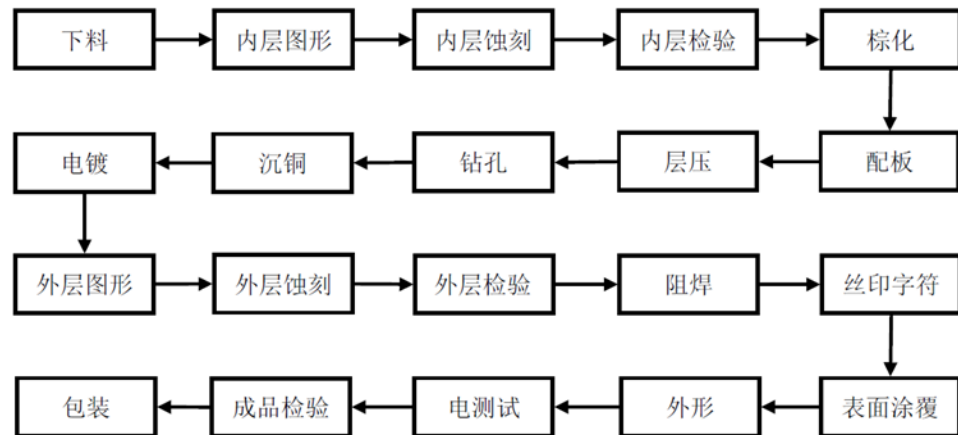 下料 内层图形 内层蚀刻 内层检验 棕化
电镀 沉铜 钻孔 层压 配板
外层图形 外层蚀刻 外层检验 阻焊 丝印字符
包装 成品检验 电测试 外形 表面涂覆